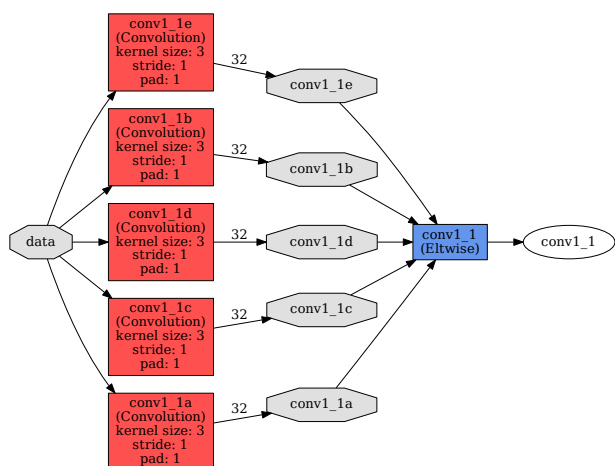 conv1_1e
(Convolution)
kernel size: 3
stride: 1
pad: 1
32
conv1_1e
conv1_1b
(Convolution)
kernel size: 3
stride: 1
pad: 1
32
conv1_1b
data
conv1_1d
(Convolution)
kernel size: 3
stride: 1
pad: 1
32
conv1_1d
conv1_1
(Eltwise)
conv1_1
conv1_1c
(Convolution)
kernel size: 3
stride: 1
pad: 1
32
conv1_1c
conv1_1a
(Convolution)
kernel size: 3
stride: 1
pad: 1
32
conv1_1a